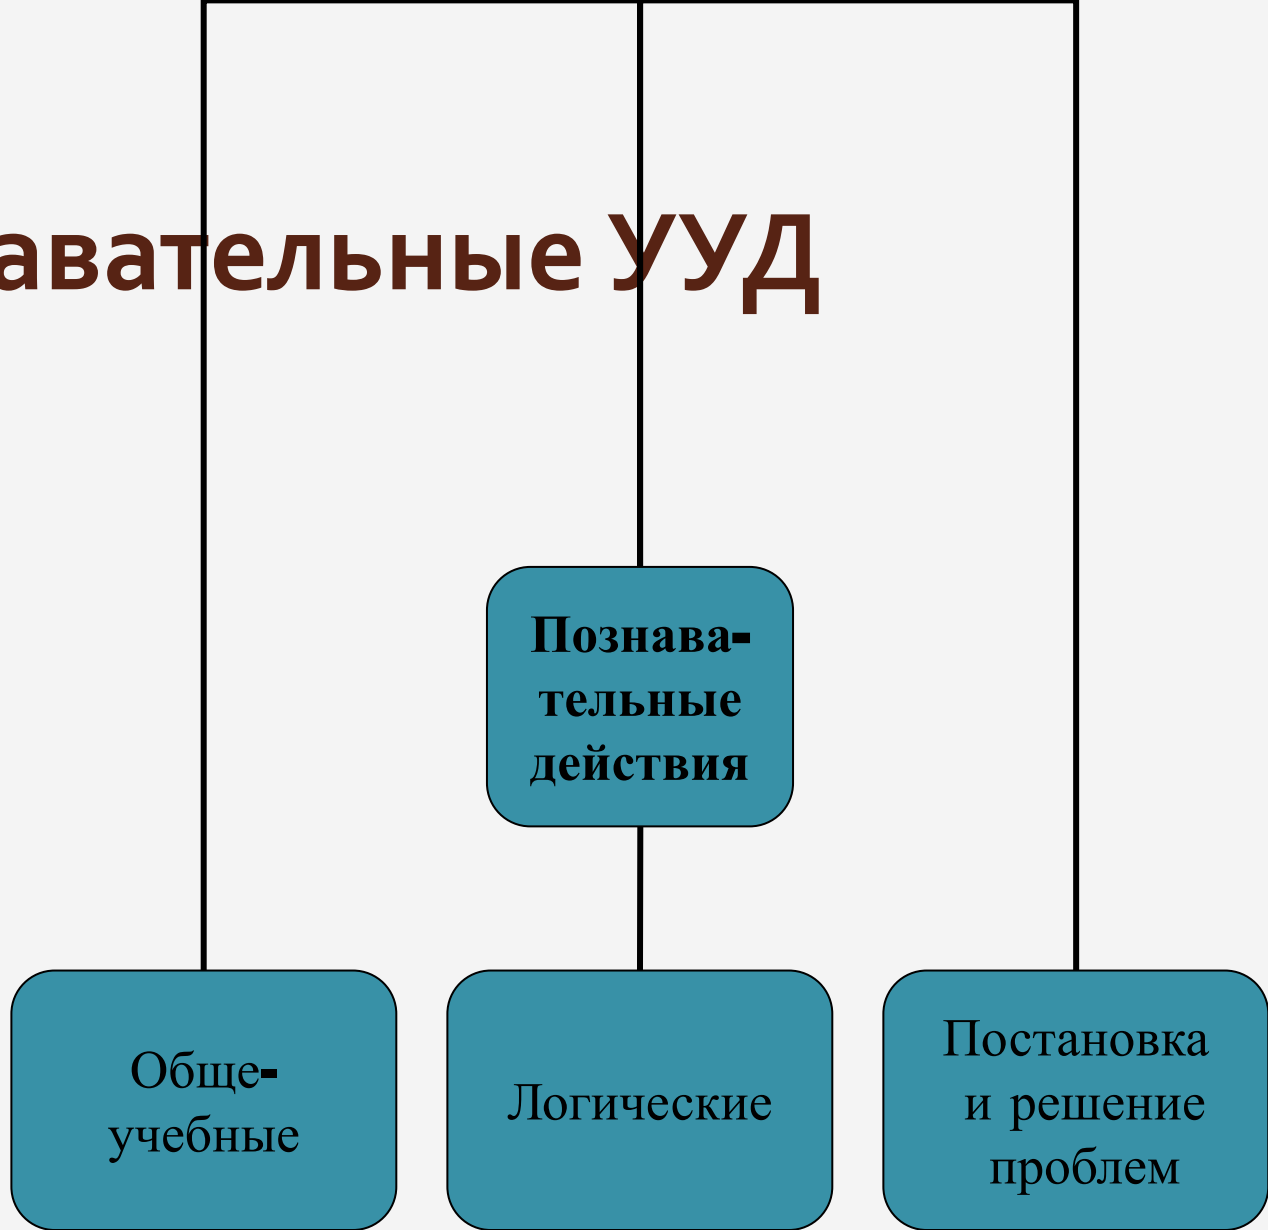 авательные УУД
Познава-
тельные
действия
Обще-
учебные
Логические
Постановка
и решение
проблем